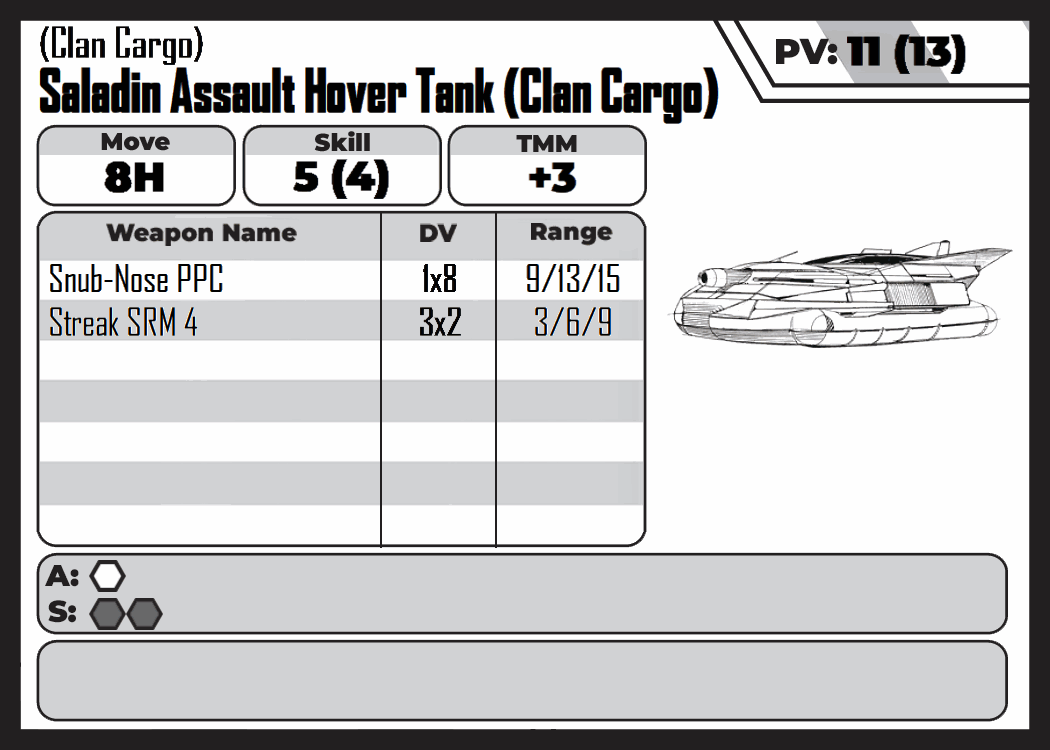 (Clan Cargo)
PV: 11 (13)
Saladin Assault Hover Tank (Clan Cargo)
Move Skill TMM
8H 5 (4) +3
Weapon Name DV Range
Snub-Nose PPC 1x8 9/13/15
Streak SRM 4 3x2 3/6/9
A:
S: